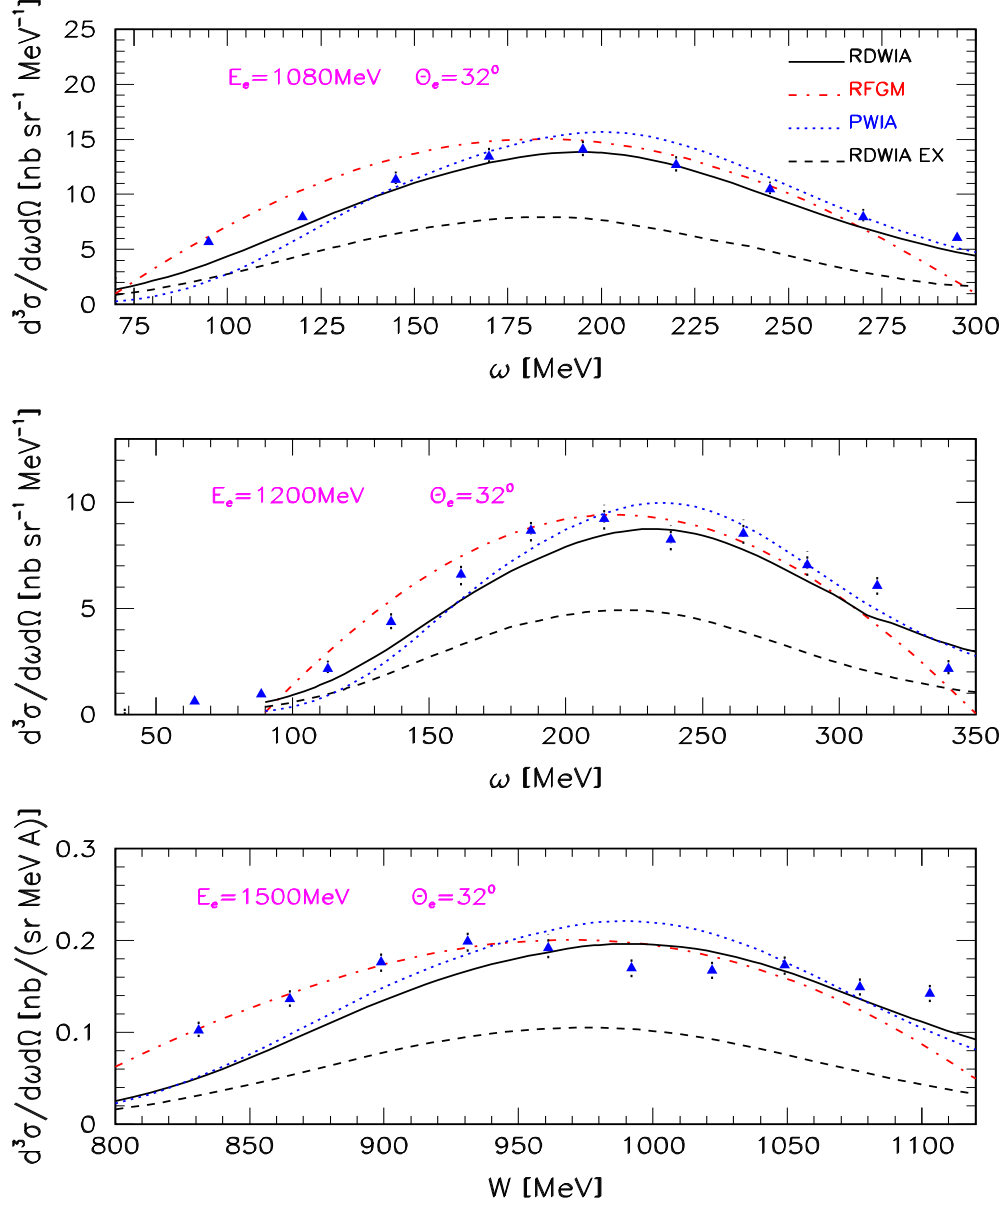 d³σ/dωdΩ [nb sr⁻¹ MeV⁻¹]
25
20
15
10
5
0
E_e=1080MeV Θ_e=32⁰
RDWIA
RFGM
PWIA
RDWIA EX
75 100 125 150 175 200 225 250 275 300
ω [MeV]
d³σ/dωdΩ [nb sr⁻¹ MeV⁻¹]
10
5
0
E_e=1200MeV Θ_e=32⁰
50 100 150 200 250 300 350
ω [MeV]
d³σ/dωdΩ [nb/(sr MeV A)]
0.3
0.2
0.1
0
E_e=1500MeV Θ_e=32⁰
800 850 900 950 1000 1050 1100
W [MeV]